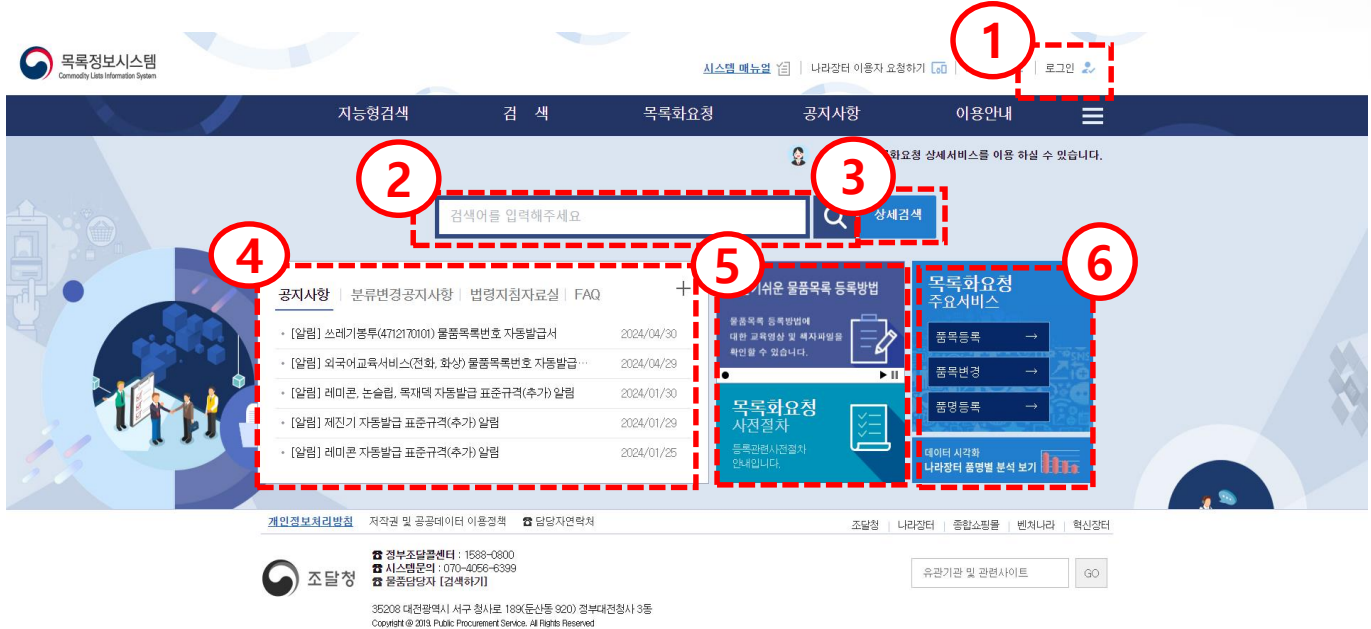 1
목록정보시스템
Commodity Lists Information System
시스템 매뉴얼 | 나라장터 이용자 요청하기 | | 로그인
지능형검색 검 색 목록화요청 공지사항 이용안내
화요청 상세서비스를 이용 하실 수 있습니다.
2
3
검색어를 입력해주세요
상세검색
4
5
6
공지사항 | 분류변경공지사항 | 법령지침자료실 | FAQ +
• [알림] 쓰레기봉투(4712170101) 물품목록번호 자동발급서 2024/04/30
• [알림] 외국어교육서비스(전화, 화상) 물품목록번호 자동발급… 2024/04/29
• [알림] 레미콘, 논슬립, 목재덱 자동발급 표준규격(추가) 알림 2024/01/30
• [알림] 제진기 자동발급 표준규격(추가) 알림 2024/01/29
• [알림] 레미콘 자동발급 표준규격(추가) 알림 2024/01/25
쉬운 물품목록 등록방법
물품목록 등록방법에
대한 교육영상 및 책자파일을
확인할 수 있습니다.
목록화요청
사전절차
등록관련사전절차
안내입니다.
목록화요청
주요서비스
품목등록 →
품목변경 →
품명등록 →
데이터 시각화
나라장터 품명별 분석 보기
개인정보처리방침 저작권 및 공공데이터 이용정책 ☎ 담당자연락처
조달청 | 나라장터 | 종합쇼핑몰 | 벤처나라 | 혁신장터
조달청
☎ 정부조달콜센터 : 1588-0800
☎ 시스템문의 : 070-4056-6399
☎ 물품담당자 [검색하기]
유관기관 및 관련사이트 GO
35208 대전광역시 서구 청사로 189(둔산동 920) 정부대전청사 3동
Copyright @ 2019. Public Procurement Service. All Rights Reserved